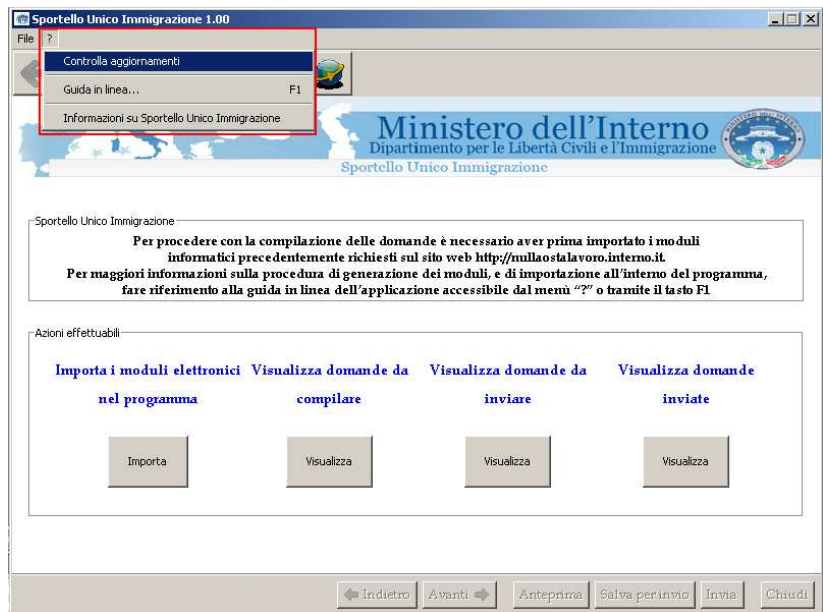 Sportello Unico Immigrazione 1.00
File ?
Controlla aggiornamenti
Guida in linea... F1
Informazioni su Sportello Unico Immigrazione
Ministero dell'Interno
Dipartimento per le Libertà Civili e l'Immigrazione
Sportello Unico Immigrazione
Sportello Unico Immigrazione
Per procedere con la compilazione delle domande è necessario aver prima importato i moduli
informatici precedentemente richiesti sul sito web http://nullaostalavoro.interno.it.
Per maggiori informazioni sulla procedura di generazione dei moduli, e di importazione all'interno del programma,
fare riferimento alla guida in linea dell'applicazione accessibile dal menù “?” o tramite il tasto F1
Azioni effettuabili
Importa i moduli elettronici Visualizza domande da Visualizza domande da Visualizza domande
nel programma compilare inviare inviate
Importa Visualizza Visualizza Visualizza
Indietro Avanti Anteprima Salva per invio Invia Chiudi